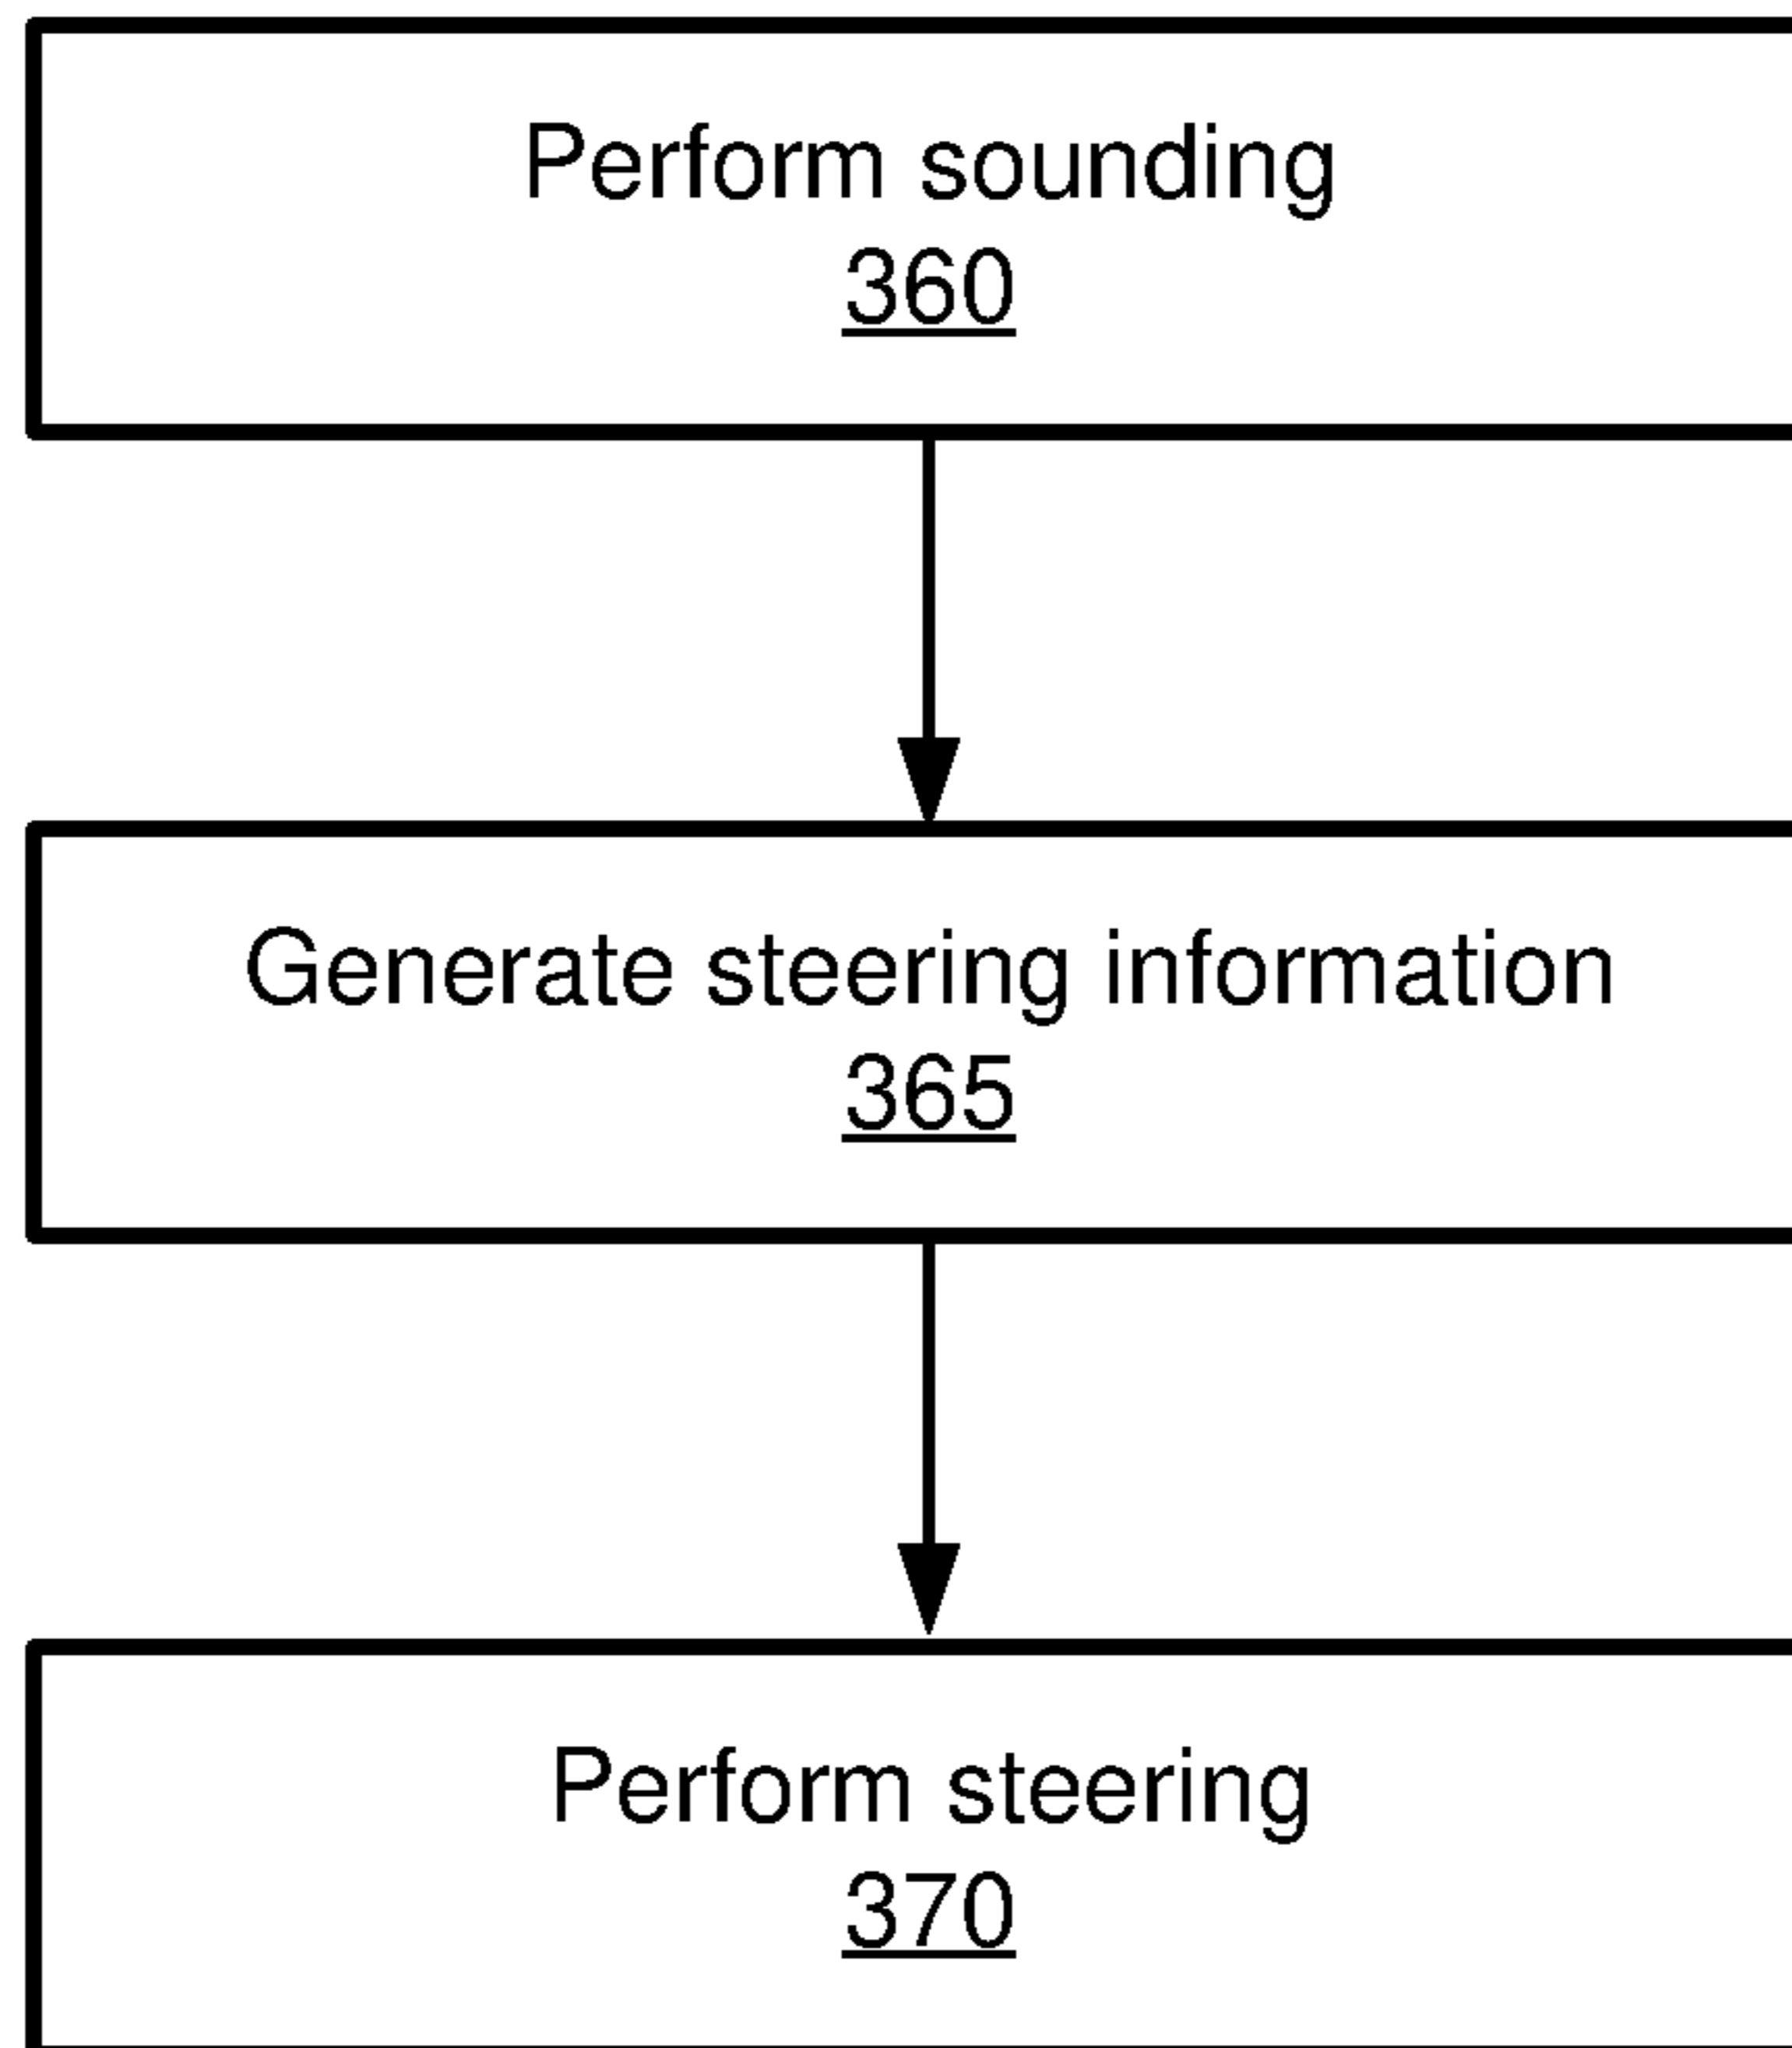 Perform sounding
360
Generate steering information
365
Perform steering
370